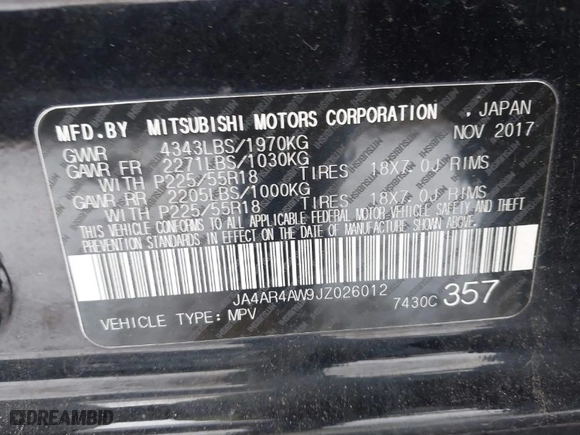 MFD.BY MITSUBISHI MOTORS CORPORATION , JAPAN
GVWR 4343LBS/1970KG NOV 2017
GAWR FR 2271LBS/1030KG
WITH P225/55R18 TIRES 18X7.0J RIMS
GAWR RR 2205LBS/1000KG
WITH P225/55R18 TIRES 18X7.0J RIMS
THIS VEHICLE CONFORMS TO ALL APPLICABLE FEDERAL MOTOR VEHICLE SAFETY AND THEFT
PREVENTION STANDARDS IN EFFECT ON THE DATE OF MANUFACTURE SHOWN ABOVE.
JA4AR4AW9JZ026012
VEHICLE TYPE: MPV 7430C 357
DREAMBID